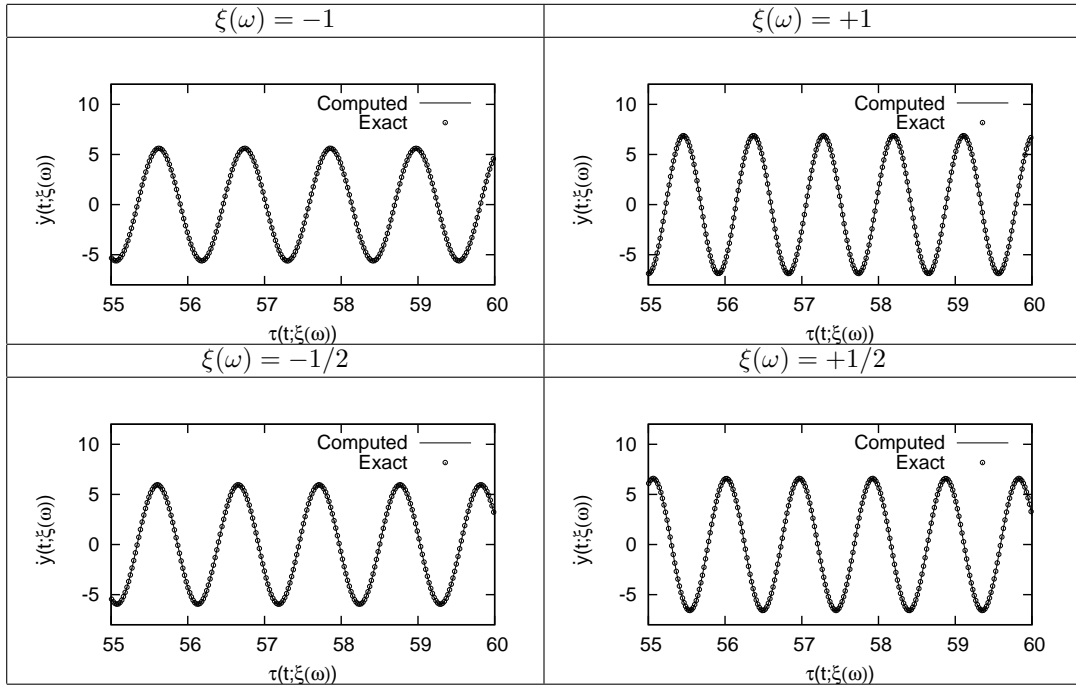 ξ(ω) = −1
ξ(ω) = +1
10
5
0
-5
ẏ(t;ξ(ω))
Computed
Exact
55 56 57 58 59 60
τ(t;ξ(ω))
10
5
0
-5
ẏ(t;ξ(ω))
Computed
Exact
55 56 57 58 59 60
τ(t;ξ(ω))
ξ(ω) = −1/2
ξ(ω) = +1/2
10
5
0
-5
ẏ(t;ξ(ω))
Computed
Exact
55 56 57 58 59 60
τ(t;ξ(ω))
10
5
0
-5
ẏ(t;ξ(ω))
Computed
Exact
55 56 57 58 59 60
τ(t;ξ(ω))